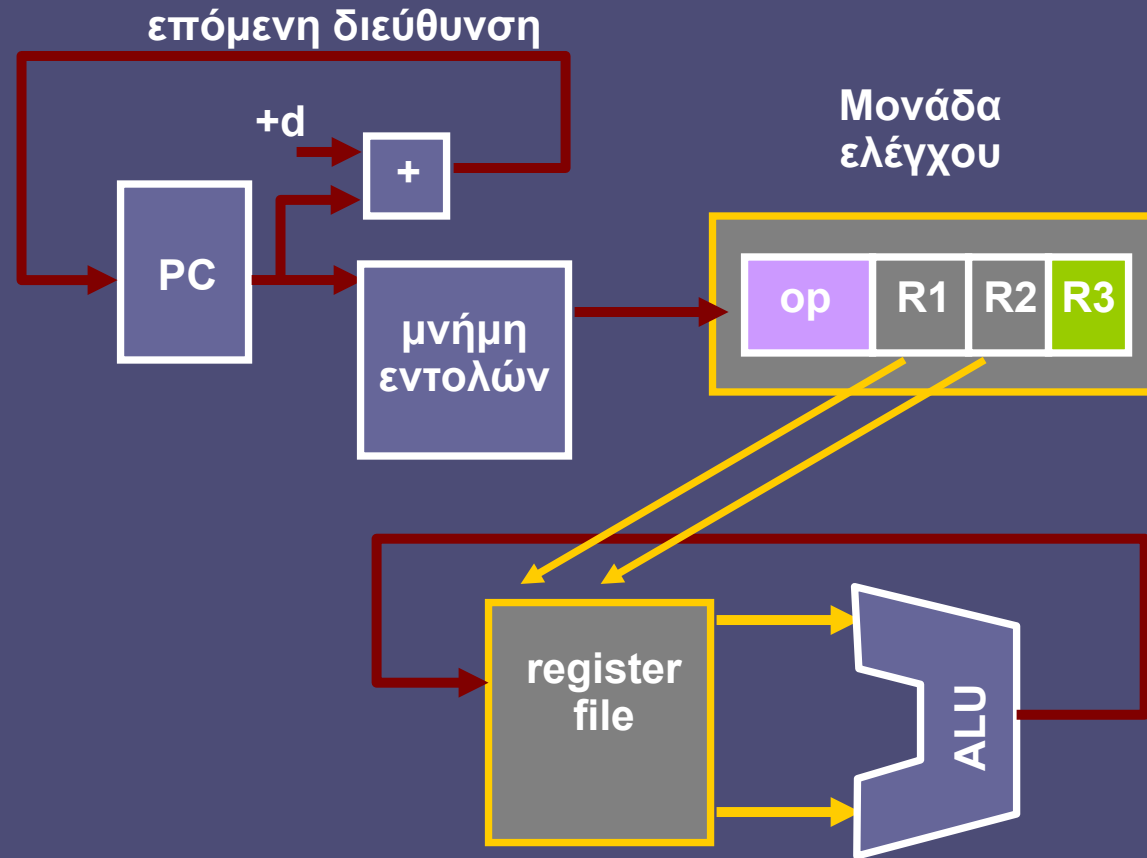 επόμενη διεύθυνση
+d
+
PC
μνήμη
εντολών
Μονάδα
ελέγχου
op R1 R2 R3
register
file
ALU